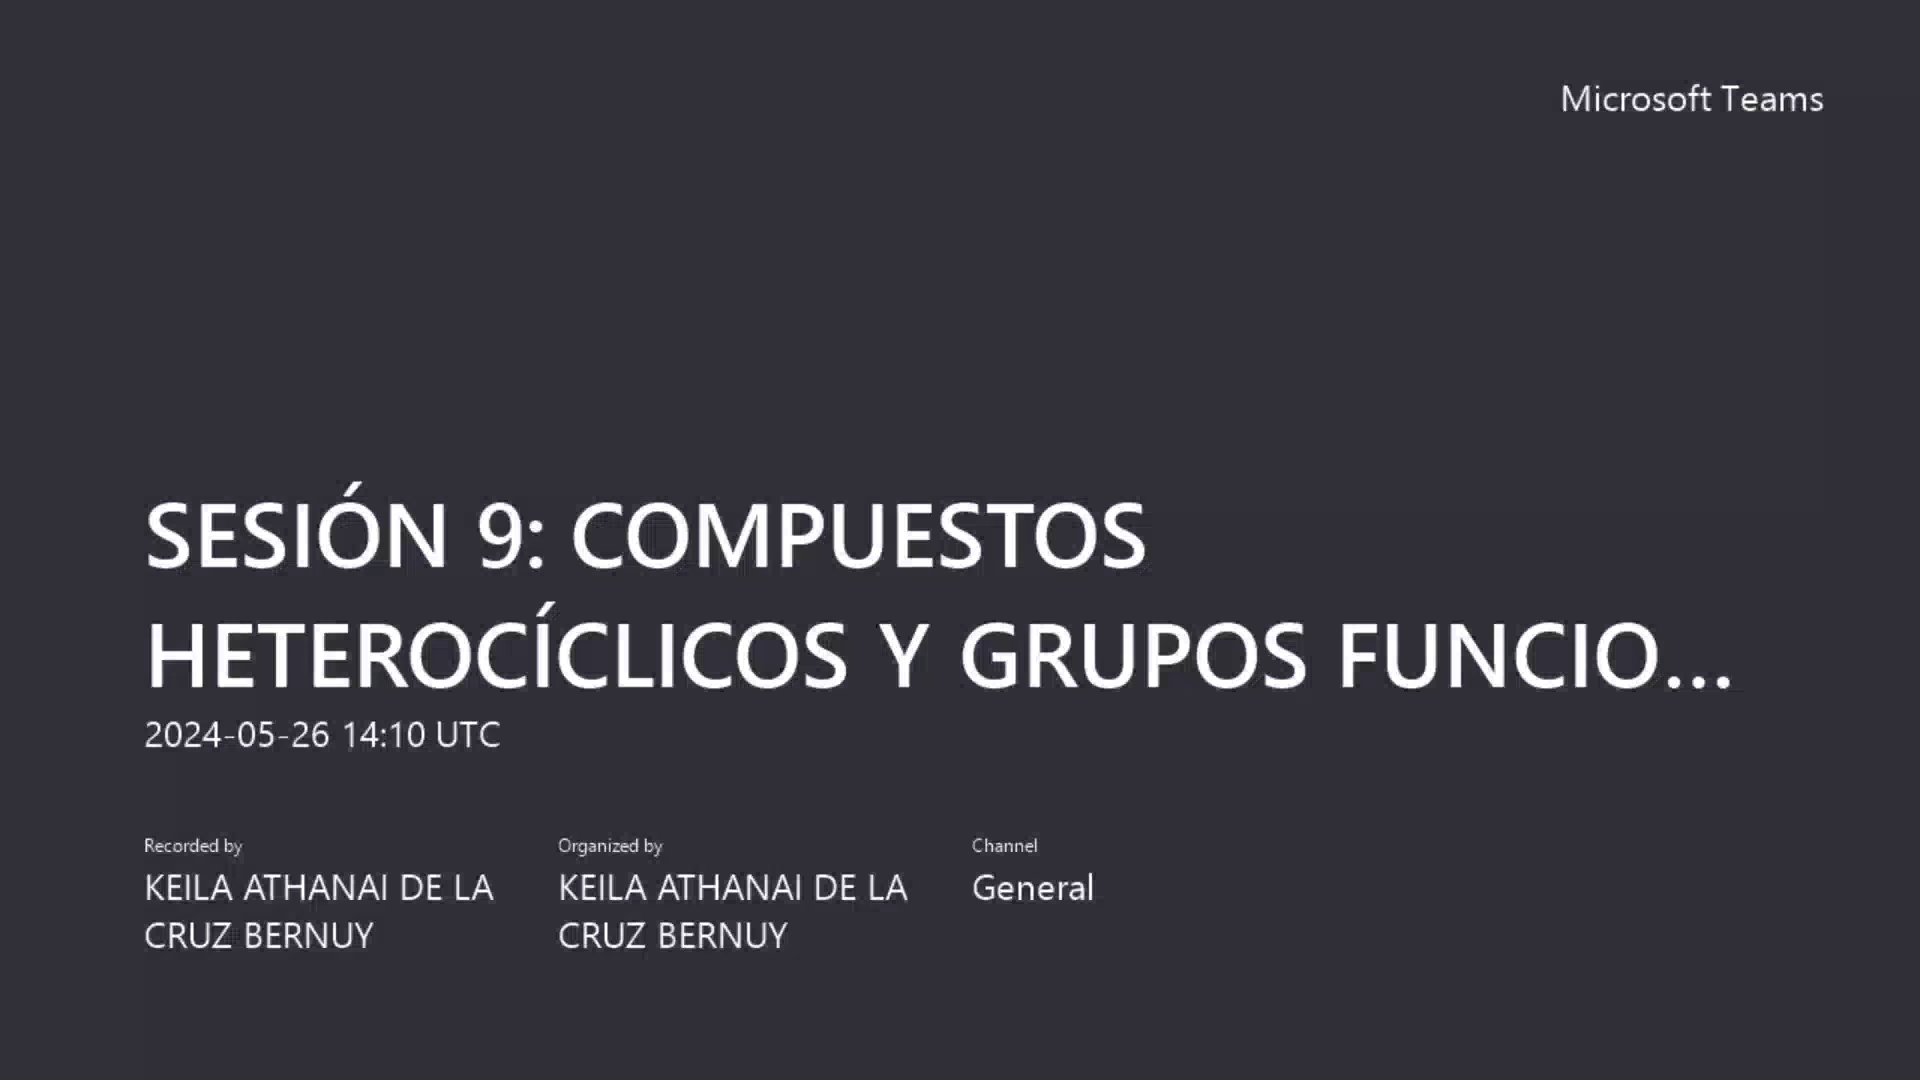 Microsoft Teams
SESIÓN 9: COMPUESTOS
HETEROCÍCLICOS Y GRUPOS FUNCIO...
2024-05-26 14:10 UTC
Recorded by
KEILA ATHANAI DE LA
CRUZ BERNUY
Organized by
KEILA ATHANAI DE LA
CRUZ BERNUY
Channel
General